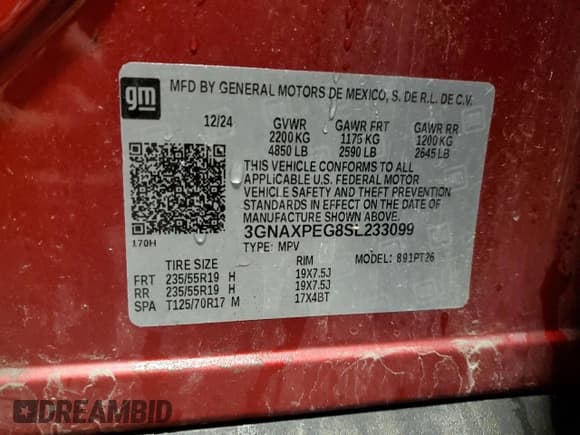 gm
MFD BY GENERAL MOTORS DE MEXICO, S. DE R.L. DE C.V.
12/24 GVWR GAWR FRT GAWR RR
2200 KG 1175 KG 1200 KG
4850 LB 2590 LB 2645 LB
THIS VEHICLE CONFORMS TO ALL
APPLICABLE U.S. FEDERAL MOTOR
VEHICLE SAFETY AND THEFT PREVENTION
STANDARDS IN EFFECT ON THE DATE OF
MANUFACTURE SHOWN ABOVE.
3GNAXPEG8SL233099
170H TYPE: MPV MODEL: 891PT26
TIRE SIZE RIM
FRT 235/55R19 H 19X7.5J
RR 235/55R19 H 19X7.5J
SPA T125/70R17 M 17X4BT
DREAMBID